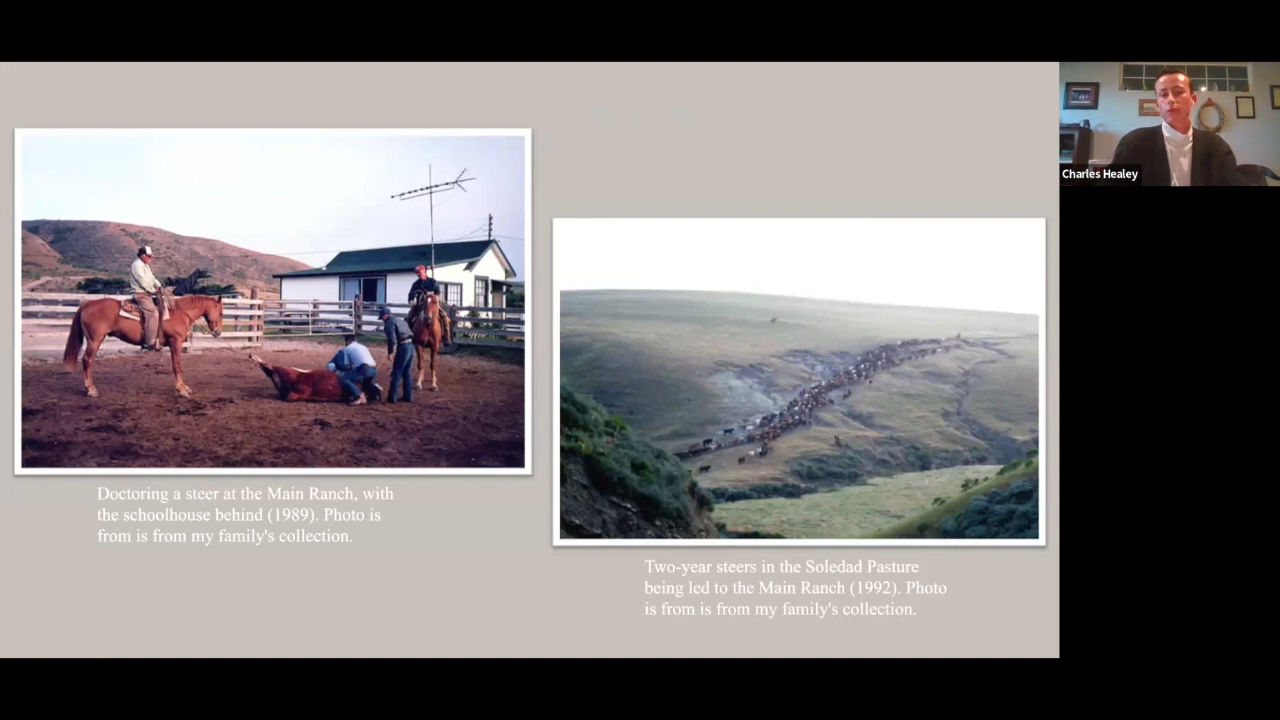 Charles Healey
Doctoring a steer at the Main Ranch, with
the schoolhouse behind (1989). Photo is
from is from my family's collection.
Two-year steers in the Soledad Pasture
being led to the Main Ranch (1992). Photo
is from is from my family's collection.